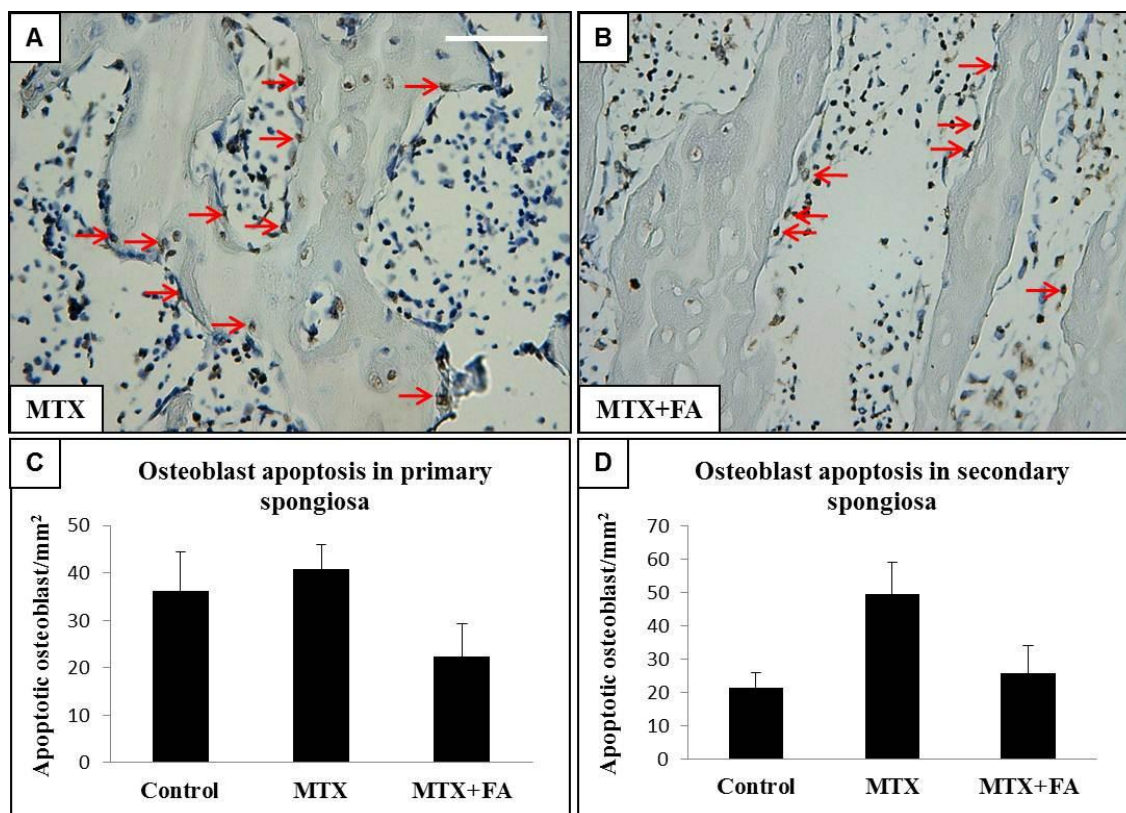 A
B
MTX
MTX+FA
C
Osteoblast apoptosis in primary
spongiosa
Apoptotic osteoblast/mm²
50
40
30
20
10
0
Control MTX MTX+FA
D
Osteoblast apoptosis in secondary
spongiosa
Apoptotic osteoblast/mm²
70
60
50
40
30
20
10
0
Control MTX MTX+FA